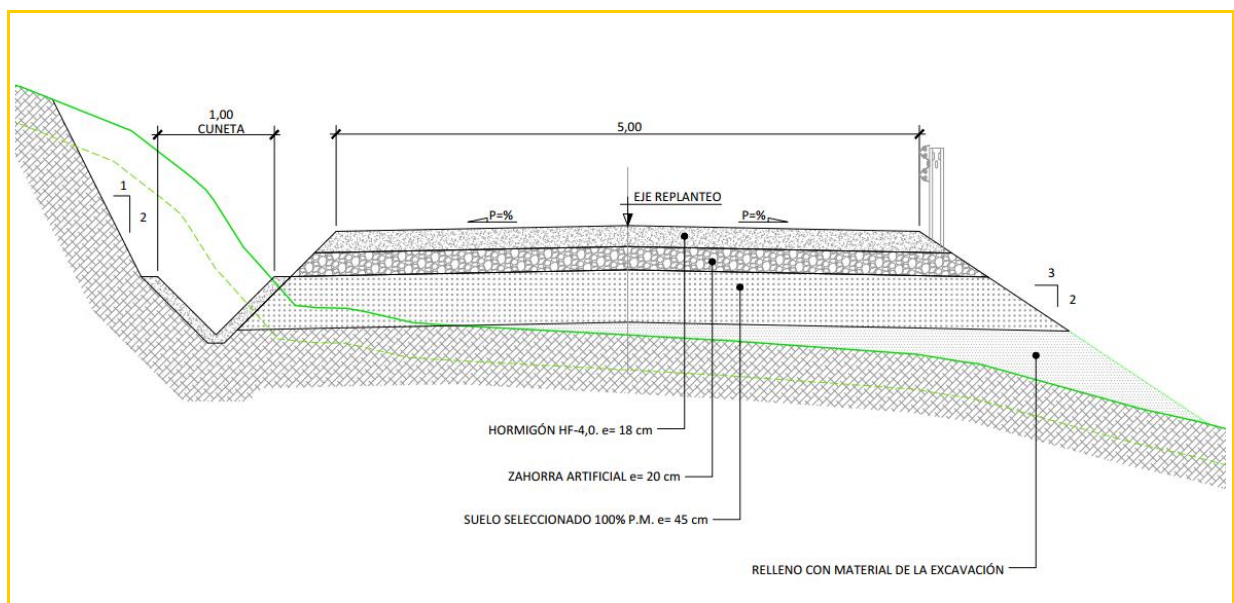 1,00
CUNETA
5,00
EJE REPLANTEO
P=%
P=%
1
2
3
2
HORMIGÓN HF-4,0. e= 18 cm
ZAHORRA ARTIFICIAL e= 20 cm
SUELO SELECCIONADO 100% P.M. e= 45 cm
RELLENO CON MATERIAL DE LA EXCAVACIÓN